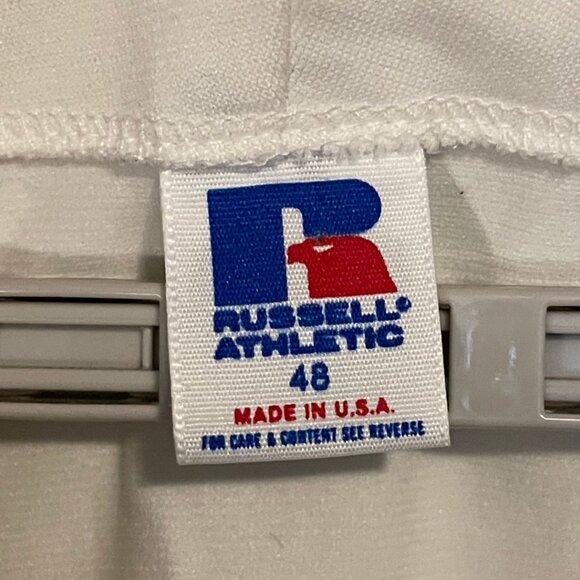 R
RUSSELL®
ATHLETIC
48
MADE IN U.S.A.
FOR CARE & CONTENT SEE REVERSE